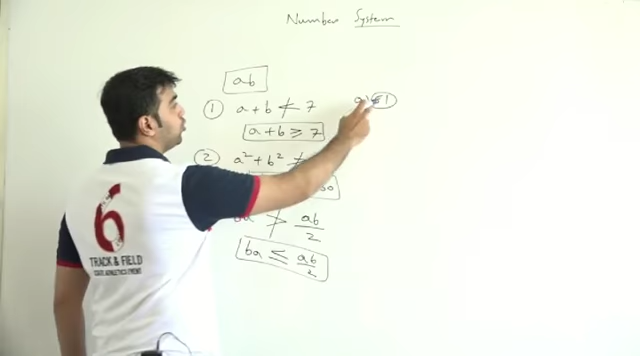 Number System
ab
1 a + b ≮ 7
a + b ≥ 7
2 a² + b² ≮
ba ≯ ab/2
ba ≤ ab/2
6
TRACK & FIELD